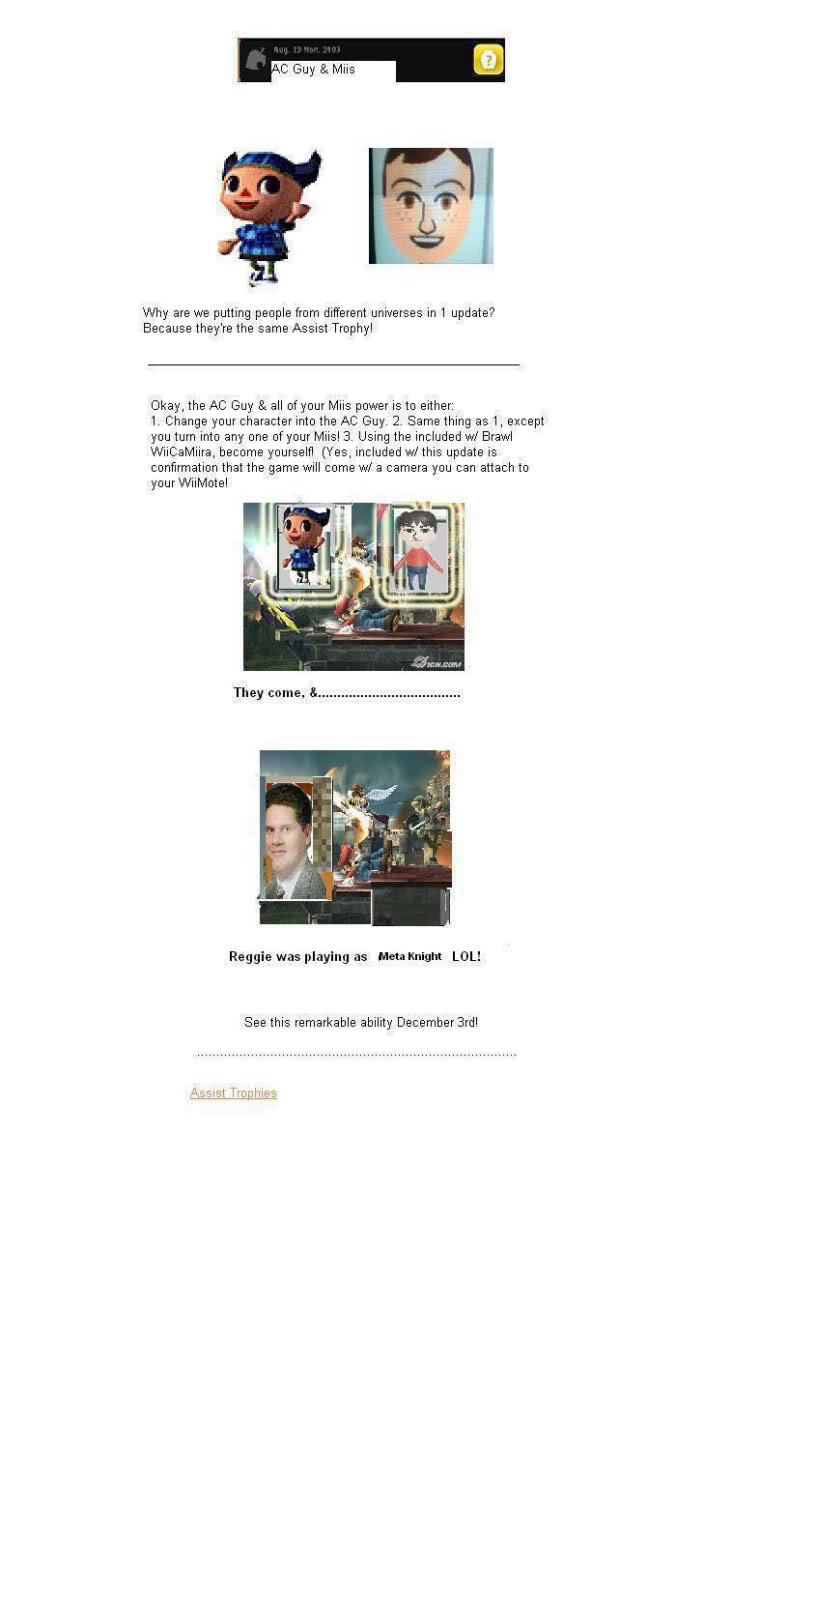 Aug. 13 Mon. 2007
AC Guy & Miis
?
Why are we putting people from different universes in 1 update?
Because they're the same Assist Trophy!
Okay, the AC Guy & all of your Miis power is to either:
1. Change your character into the AC Guy. 2. Same thing as 1, except
you turn into any one of your Miis! 3. Using the included w/ Brawl
WiiCaMiira, become yourself!  (Yes, included w/ this update is
confirmation that the game will come w/ a camera you can attach to
your WiiMote!
IGN.COM
They come, &.....................................
Reggie was playing as Meta Knight LOL!
See this remarkable ability December 3rd!
Assist Trophies